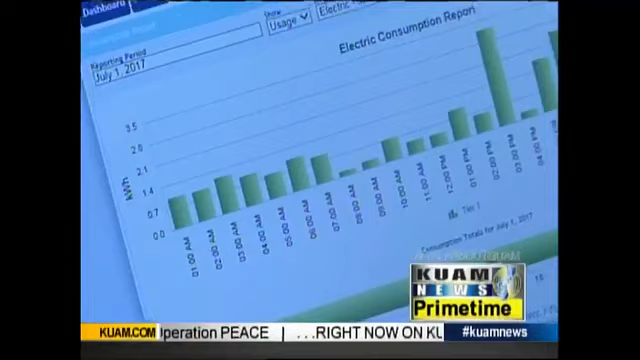 Dashboard
Show
Usage
Electric
Electric Consumption Report
Reporting Period
July 1, 2017
3.5
2.8
2.1
1.4
0.7
0.0
kWh
01:00 AM
02:00 AM
03:00 AM
04:00 AM
05:00 AM
06:00 AM
07:00 AM
08:00 AM
09:00 AM
10:00 AM
11:00 AM
12:00 PM
01:00 PM
02:00 PM
03:00 PM
04:00
Tier 1
Consumption Totals for July 1, 2017
KUAM
NEWS
Primetime
KUAM.COM
Operation PEACE | ...RIGHT NOW ON KU
#kuamnews